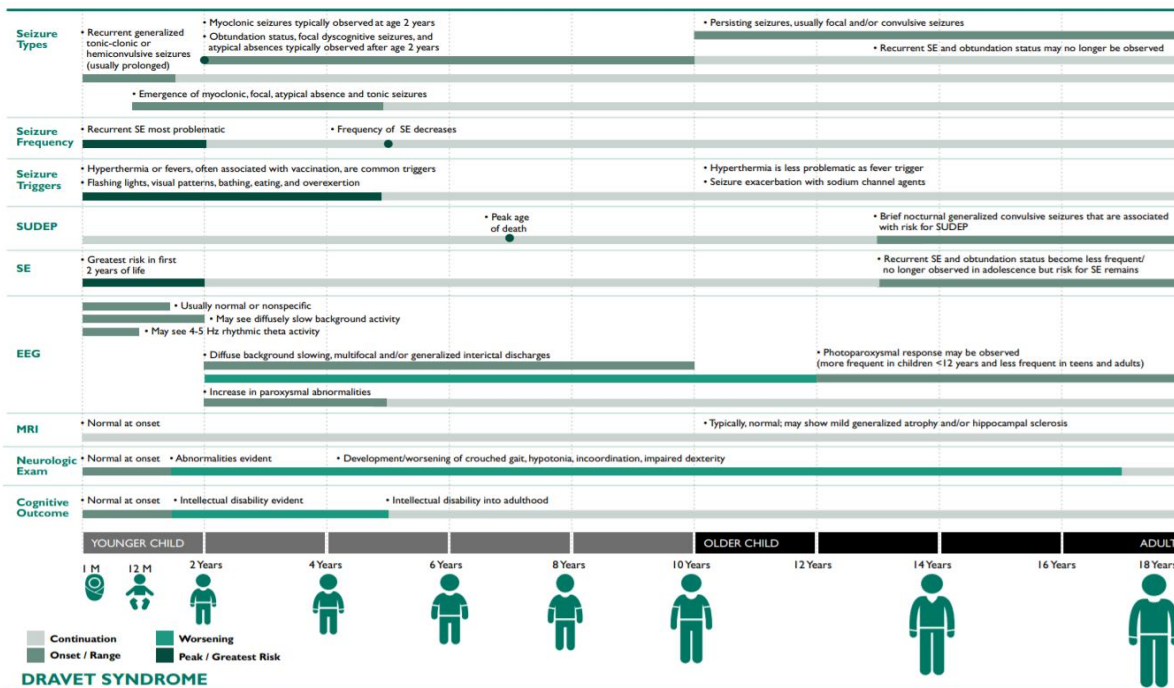 Seizure
Types
• Recurrent generalized
tonic-clonic or
hemiconvulsive seizures
(usually prolonged)
• Myoclonic seizures typically observed at age 2 years
• Obtundation status, focal dyscognitive seizures, and
atypical absences typically observed after age 2 years
• Persisting seizures, usually focal and/or convulsive seizures
• Recurrent SE and obtundation status may no longer be observed
• Emergence of myoclonic, focal, atypical absence and tonic seizures
Seizure
Frequency
• Recurrent SE most problematic
• Frequency of SE decreases
Seizure
Triggers
• Hyperthermia or fevers, often associated with vaccination, are common triggers
• Flashing lights, visual patterns, bathing, eating, and overexertion
• Hyperthermia is less problematic as fever trigger
• Seizure exacerbation with sodium channel agents
SUDEP
• Peak age
of death
• Brief nocturnal generalized convulsive seizures that are associated
with risk for SUDEP
SE
• Greatest risk in first
2 years of life
• Recurrent SE and obtundation status become less frequent/
no longer observed in adolescence but risk for SE remains
EEG
• Usually normal or nonspecific
• May see diffusely slow background activity
• May see 4-5 Hz rhythmic theta activity
• Diffuse background slowing, multifocal and/or generalized interictal discharges
• Photoparoxysmal response may be observed
(more frequent in children <12 years and less frequent in teens and adults)
• Increase in paroxysmal abnormalities
MRI
• Normal at onset
• Typically, normal; may show mild generalized atrophy and/or hippocampal sclerosis
Neurologic
Exam
• Normal at onset
• Abnormalities evident
• Development/worsening of crouched gait, hypotonia, incoordination, impaired dexterity
Cognitive
Outcome
• Normal at onset
• Intellectual disability evident
• Intellectual disability into adulthood
YOUNGER CHILD
OLDER CHILD
ADULT
1 M
12 M
2 Years
4 Years
6 Years
8 Years
10 Years
12 Years
14 Years
16 Years
18 Years
Continuation
Worsening
Onset / Range
Peak / Greatest Risk
DRAVET SYNDROME